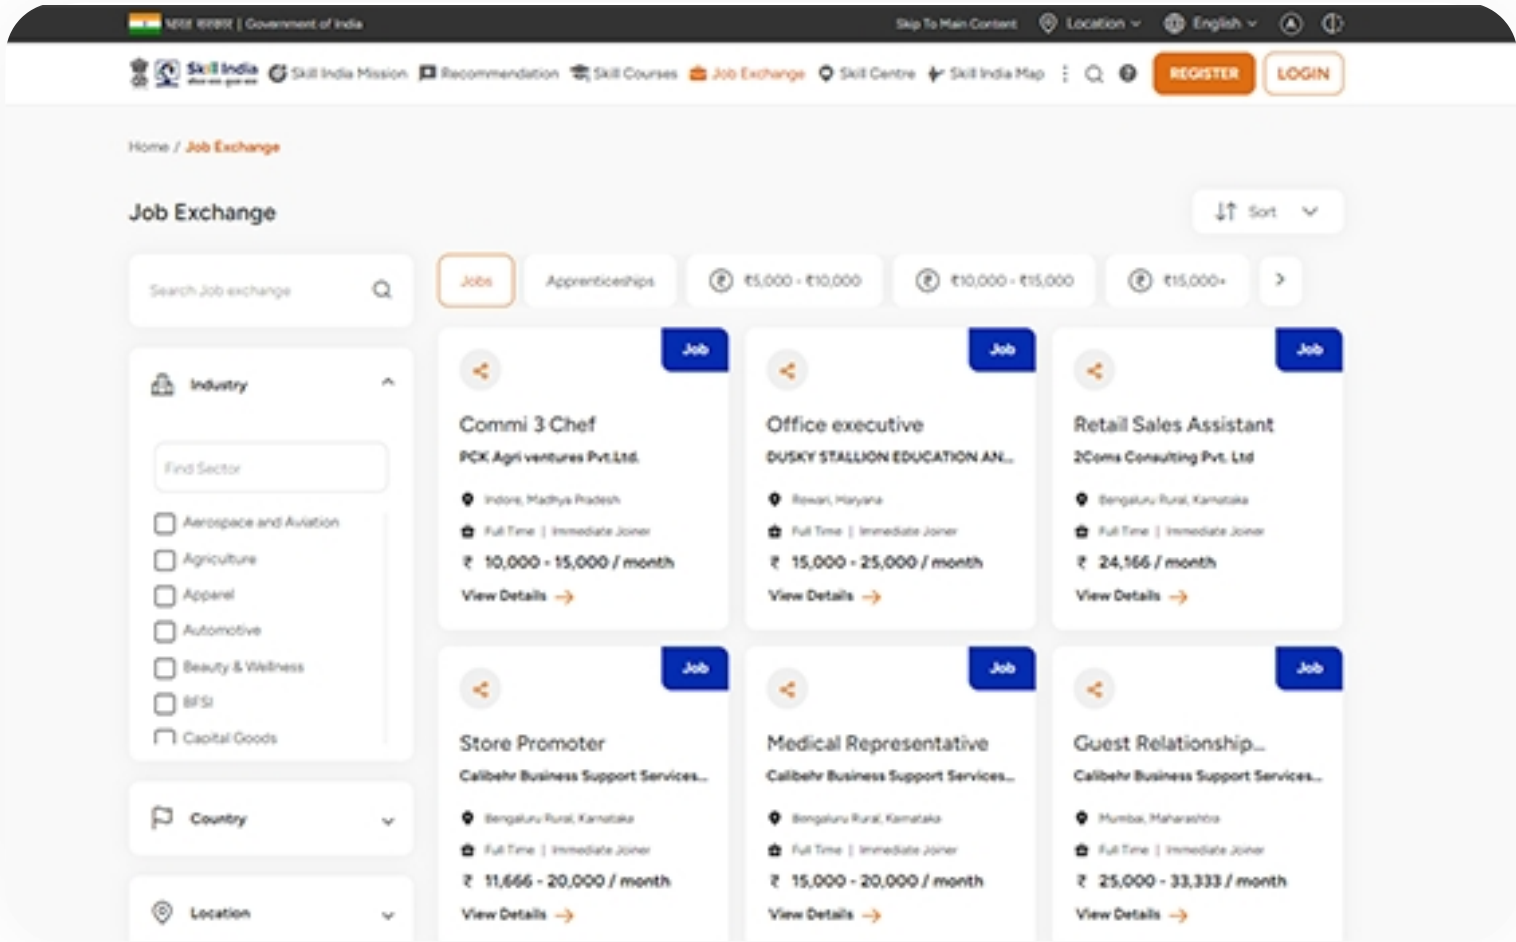 भारत सरकार | Government of India
Skip To Main Content
Location
English
Skill India
Skill India Mission
Recommendation
Skill Courses
Job Exchange
Skill Centre
Skill India Map
REGISTER
LOGIN
Home / Job Exchange
Job Exchange
Sort
Search Job exchange
Jobs
Apprenticeships
₹5,000 - ₹10,000
₹10,000 - ₹15,000
₹15,000+
Industry
Find Sector
Aerospace and Aviation
Agriculture
Apparel
Automotive
Beauty & Wellness
BFSI
Capital Goods
Country
Location
Job
Commi 3 Chef
PCK Agri ventures Pvt.Ltd.
Indore, Madhya Pradesh
Full Time | Immediate Joiner
₹ 10,000 - 15,000 / month
View Details
Job
Office executive
DUSKY STALLION EDUCATION AN...
Rewari, Haryana
Full Time | Immediate Joiner
₹ 15,000 - 25,000 / month
View Details
Job
Retail Sales Assistant
2Coms Consulting Pvt. Ltd
Bengaluru Rural, Karnataka
Full Time | Immediate Joiner
₹ 24,166 / month
View Details
Job
Store Promoter
Calibehr Business Support Services...
Bengaluru Rural, Karnataka
Full Time | Immediate Joiner
₹ 11,666 - 20,000 / month
View Details
Job
Medical Representative
Calibehr Business Support Services...
Bengaluru Rural, Karnataka
Full Time | Immediate Joiner
₹ 15,000 - 20,000 / month
View Details
Job
Guest Relationship...
Calibehr Business Support Services...
Mumbai, Maharashtra
Full Time | Immediate Joiner
₹ 25,000 - 33,333 / month
View Details